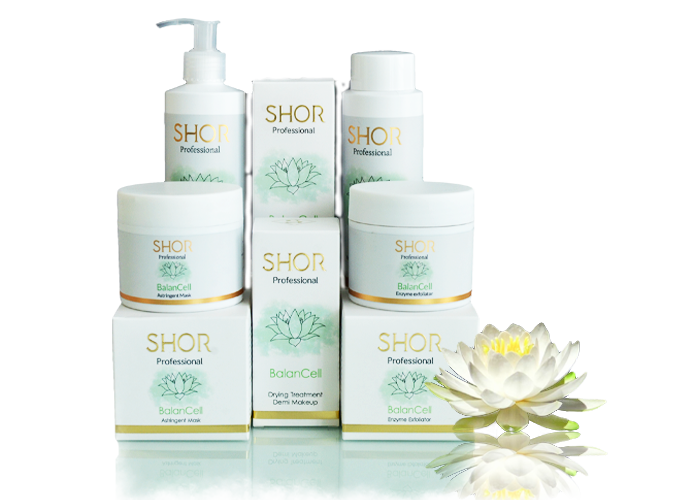 SHOR
Professional
SHOR
Professional
SHOR
Professional
BalanCell
SHOR
Professional
BalanCell
Astringent Mask
SHOR
Professional
BalanCell
Drying Treatment
Demi Makeup
SHOR
Professional
BalanCell
Enzyme exfoliator
SHOR
Professional
BalanCell
Astringent Mask
SHOR
Professional
BalanCell
Enzyme Exfoliator